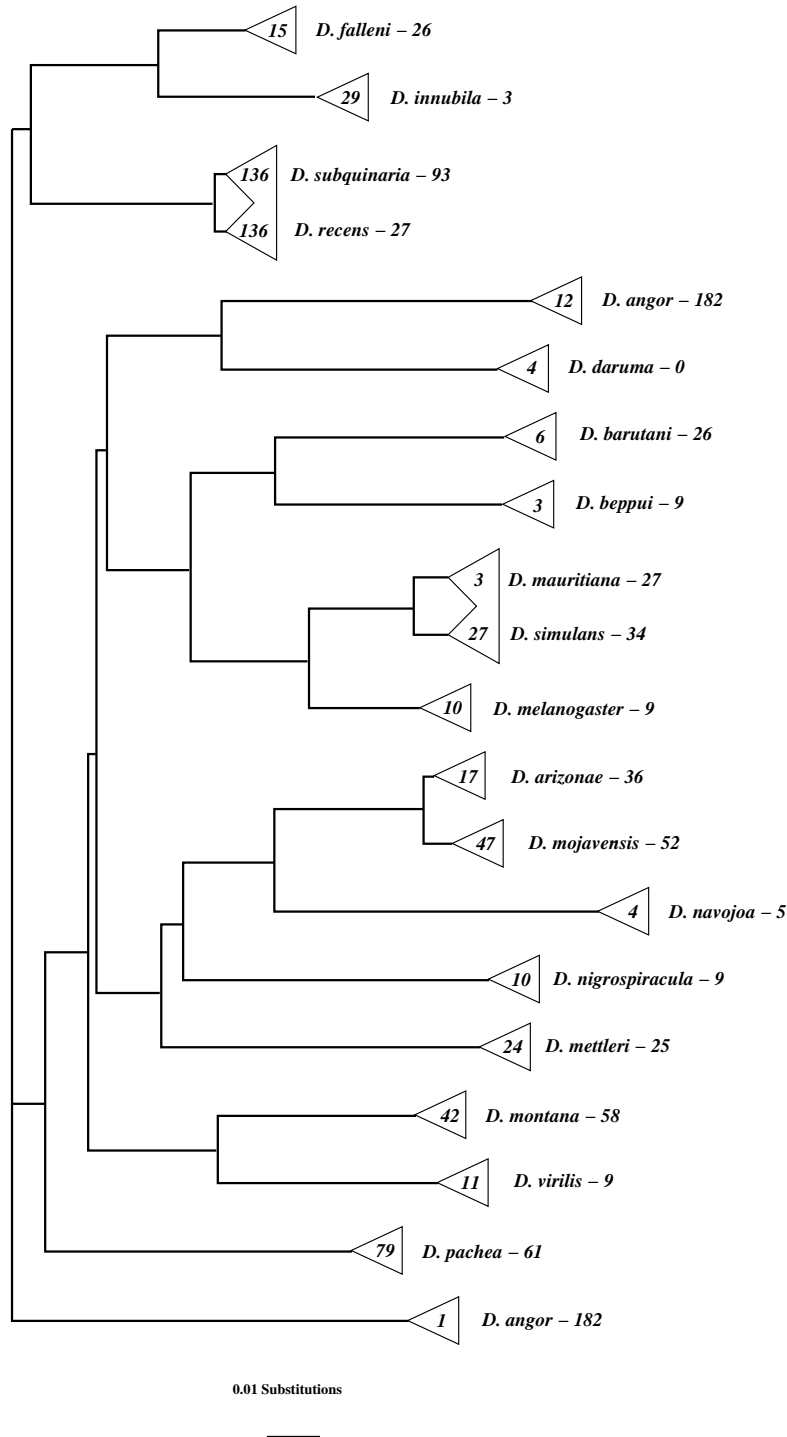 15 D. falleni – 26
29 D. innubila – 3
136 D. subquinaria – 93
136 D. recens – 27
12 D. angor – 182
4 D. daruma – 0
6 D. barutani – 26
3 D. beppui – 9
3 D. mauritiana – 27
27 D. simulans – 34
10 D. melanogaster – 9
17 D. arizonae – 36
47 D. mojavensis – 52
4 D. navojoa – 5
10 D. nigrospiracula – 9
24 D. mettleri – 25
42 D. montana – 58
11 D. virilis – 9
79 D. pachea – 61
1 D. angor – 182
0.01 Substitutions